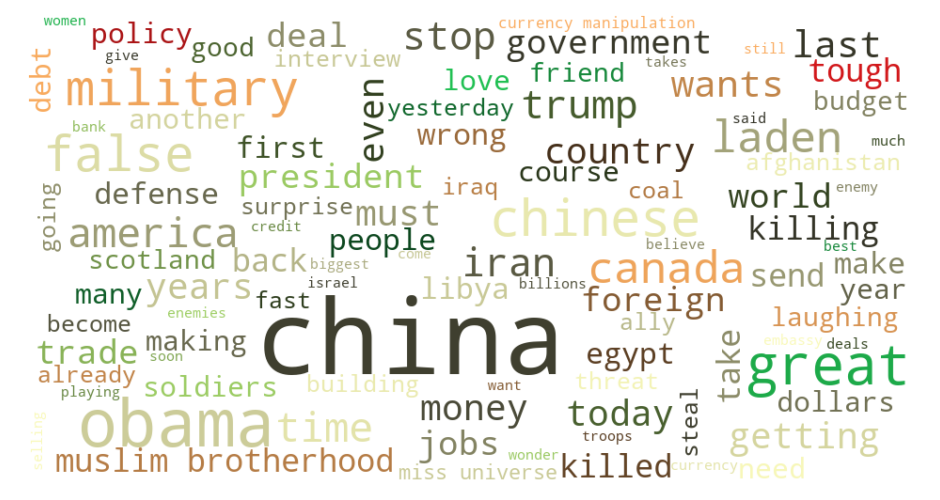 women
policy
give
good
deal
interview
stop
currency manipulation
government
takes
still
last
tough
debt
military
bank
another
even
love
yesterday
friend
trump
wants
budget
false
first
wrong
country
course
said
laden
much
afghanistan
president
iraq
coal
enemy
going
defense
surprise
must
chinese
world
killing
america
credit
people
believe
best
scotland
back
biggest
come
iran
canada
send
make
many
years
fast
israel
libya
billions
foreign
year
become
making
china
ally
laughing
trade
soon
egypt
embassy
deals
already
playing
soldiers
building
want
threat
take
great
obama
time
money
today
steal
dollars
selling
jobs
troops
getting
muslim brotherhood
miss universe
wonder
killed
currency
need
enemies